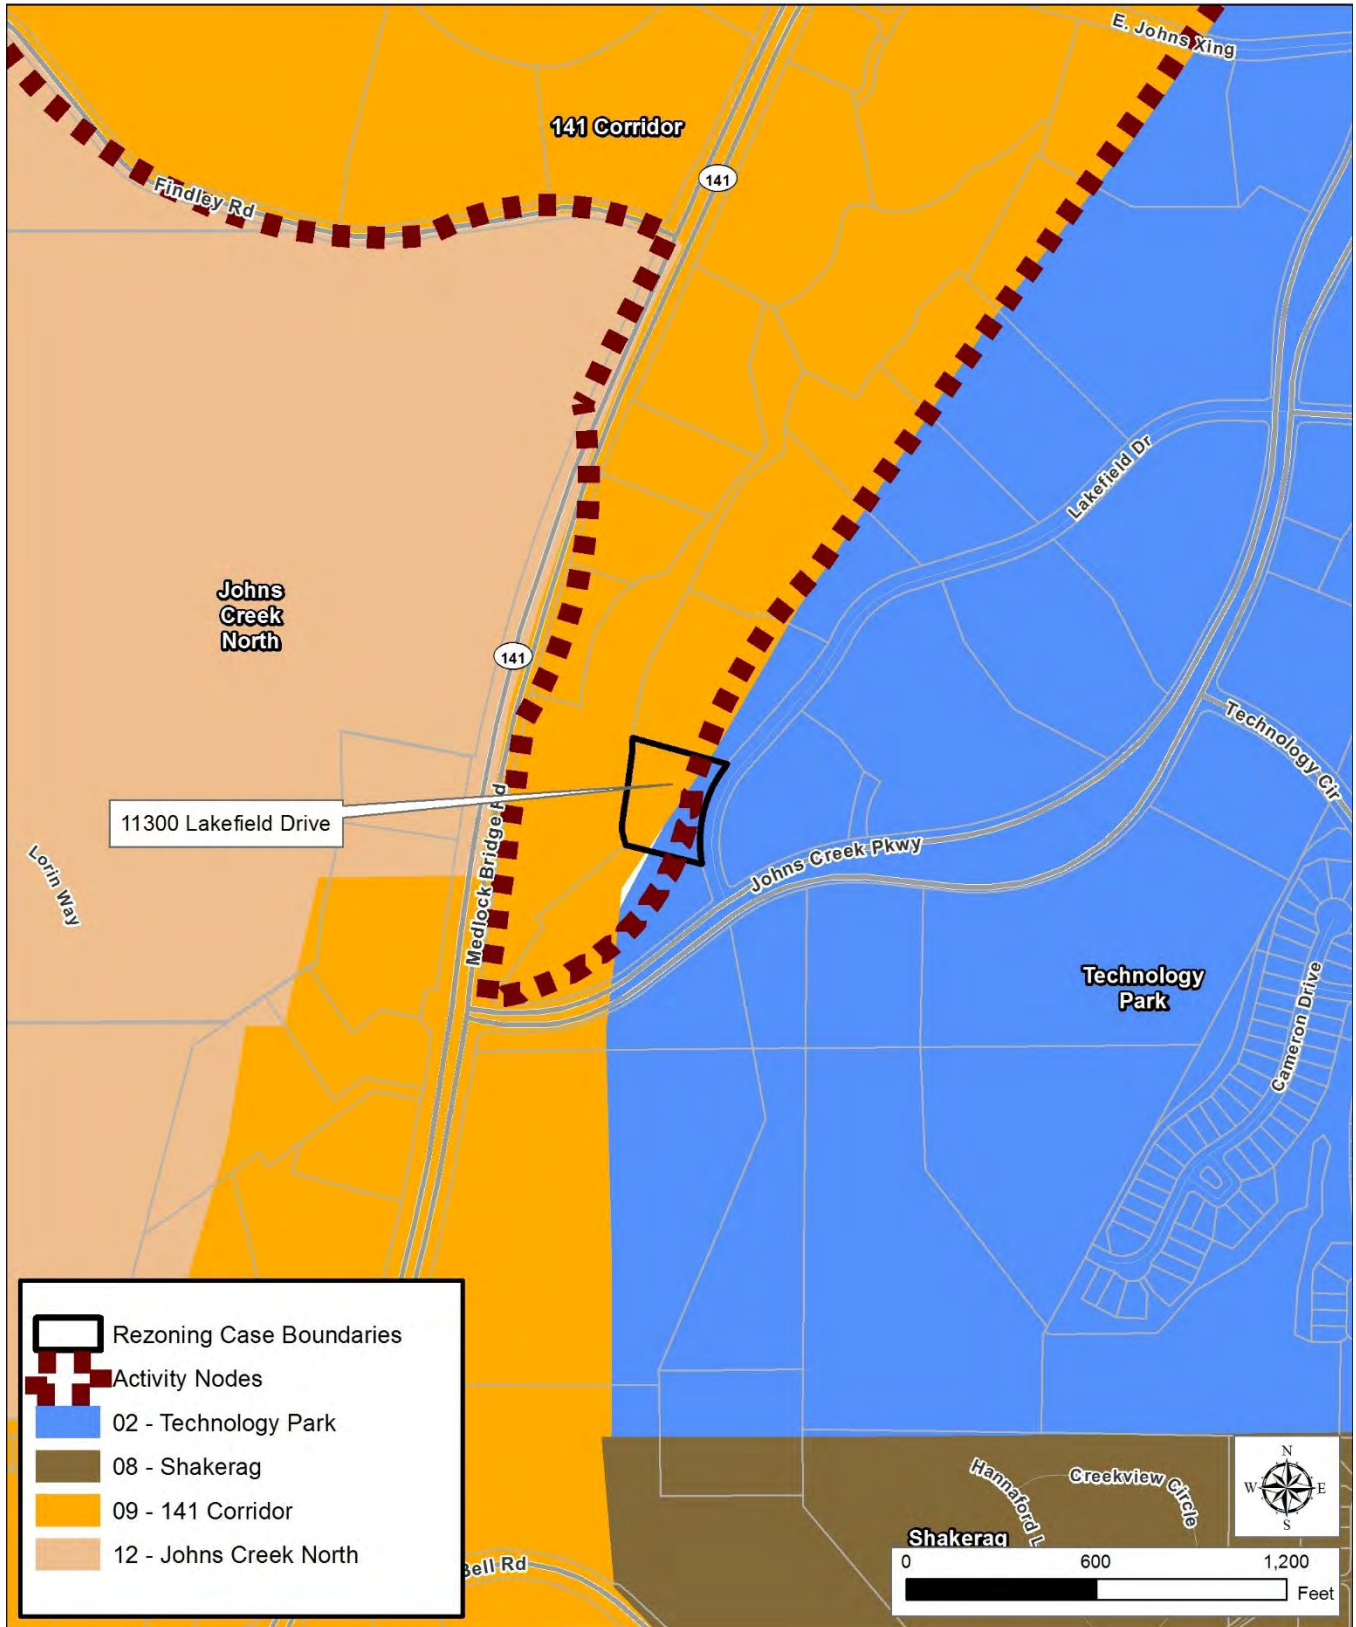 E. Johns Xing
141 Corridor
141
Findley Rd
Lakefield Dr
Johns
Creek
North
141
Technology Cir
11300 Lakefield Drive
Medlock Bridge Rd
Johns Creek Pkwy
Lorin Way
Technology
Park
Cameron Drive
Rezoning Case Boundaries
Activity Nodes
02 - Technology Park
08 - Shakerag
09 - 141 Corridor
12 - Johns Creek North
Bell Rd
Hannaford L
Creekview Circle
Shakerag
N
W E
S
0 600 1,200
Feet